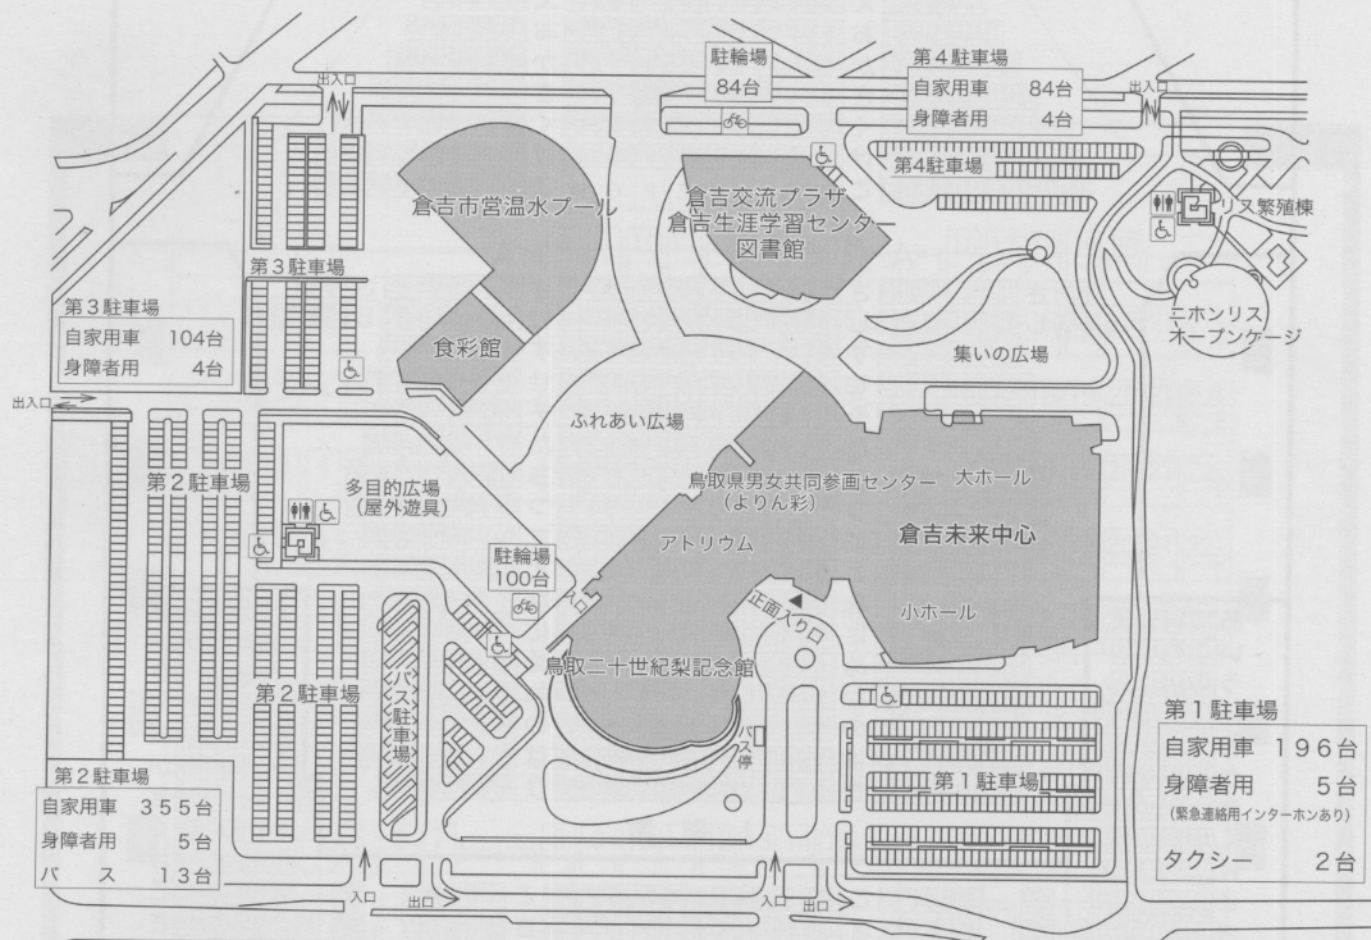 出入口
駐輪場
84台
第4駐車場
自家用車 84台
身障者用 4台
出入口
第4駐車場
倉吉市営温水プール
倉吉交流プラザ
倉吉生涯学習センター
図書館
リス繁殖棟
第3駐車場
第3駐車場
自家用車 104台
身障者用 4台
ニホンリス
オープンケージ
食彩館
集いの広場
出入口
ふれあい広場
第2駐車場
多目的広場
(屋外遊具)
鳥取県男女共同参画センター
(よりん彩)
大ホール
アトリウム
倉吉未来中心
駐輪場
100台
入口
正面入り口
小ホール
鳥取二十世紀梨記念館
第2駐車場
バス駐車場
バス停
第1駐車場
第1駐車場
自家用車 196台
身障者用 5台
(緊急連絡用インターホンあり)
タクシー 2台
第2駐車場
自家用車 355台
身障者用 5台
バス 13台
入口
出口
入口
出口